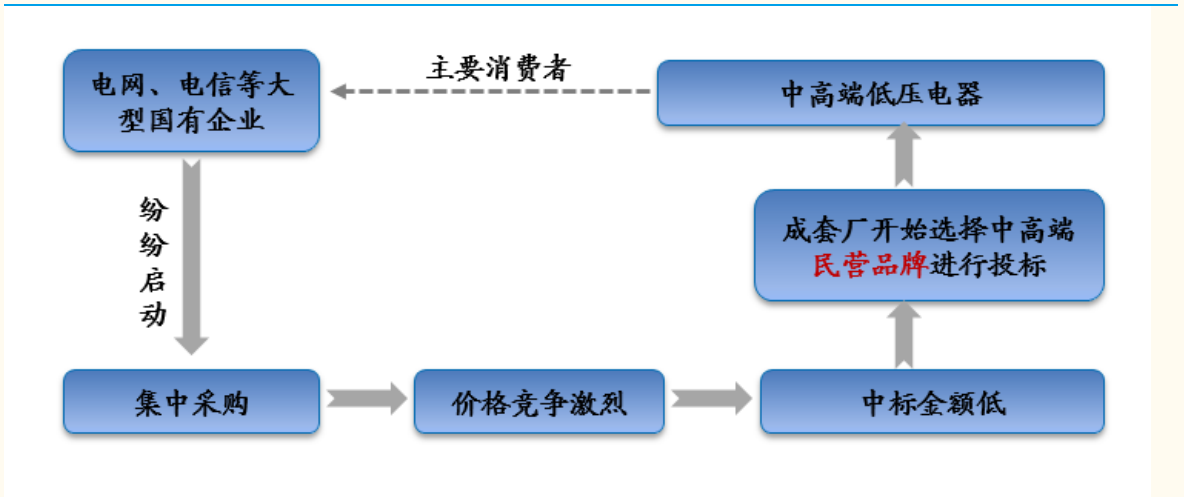 电网、电信等大
型国有企业
主要消费者
中高端低压电器
纷
纷
启
动
成套厂开始选择中高端
民营品牌进行投标
集中采购
价格竞争激烈
中标金额低